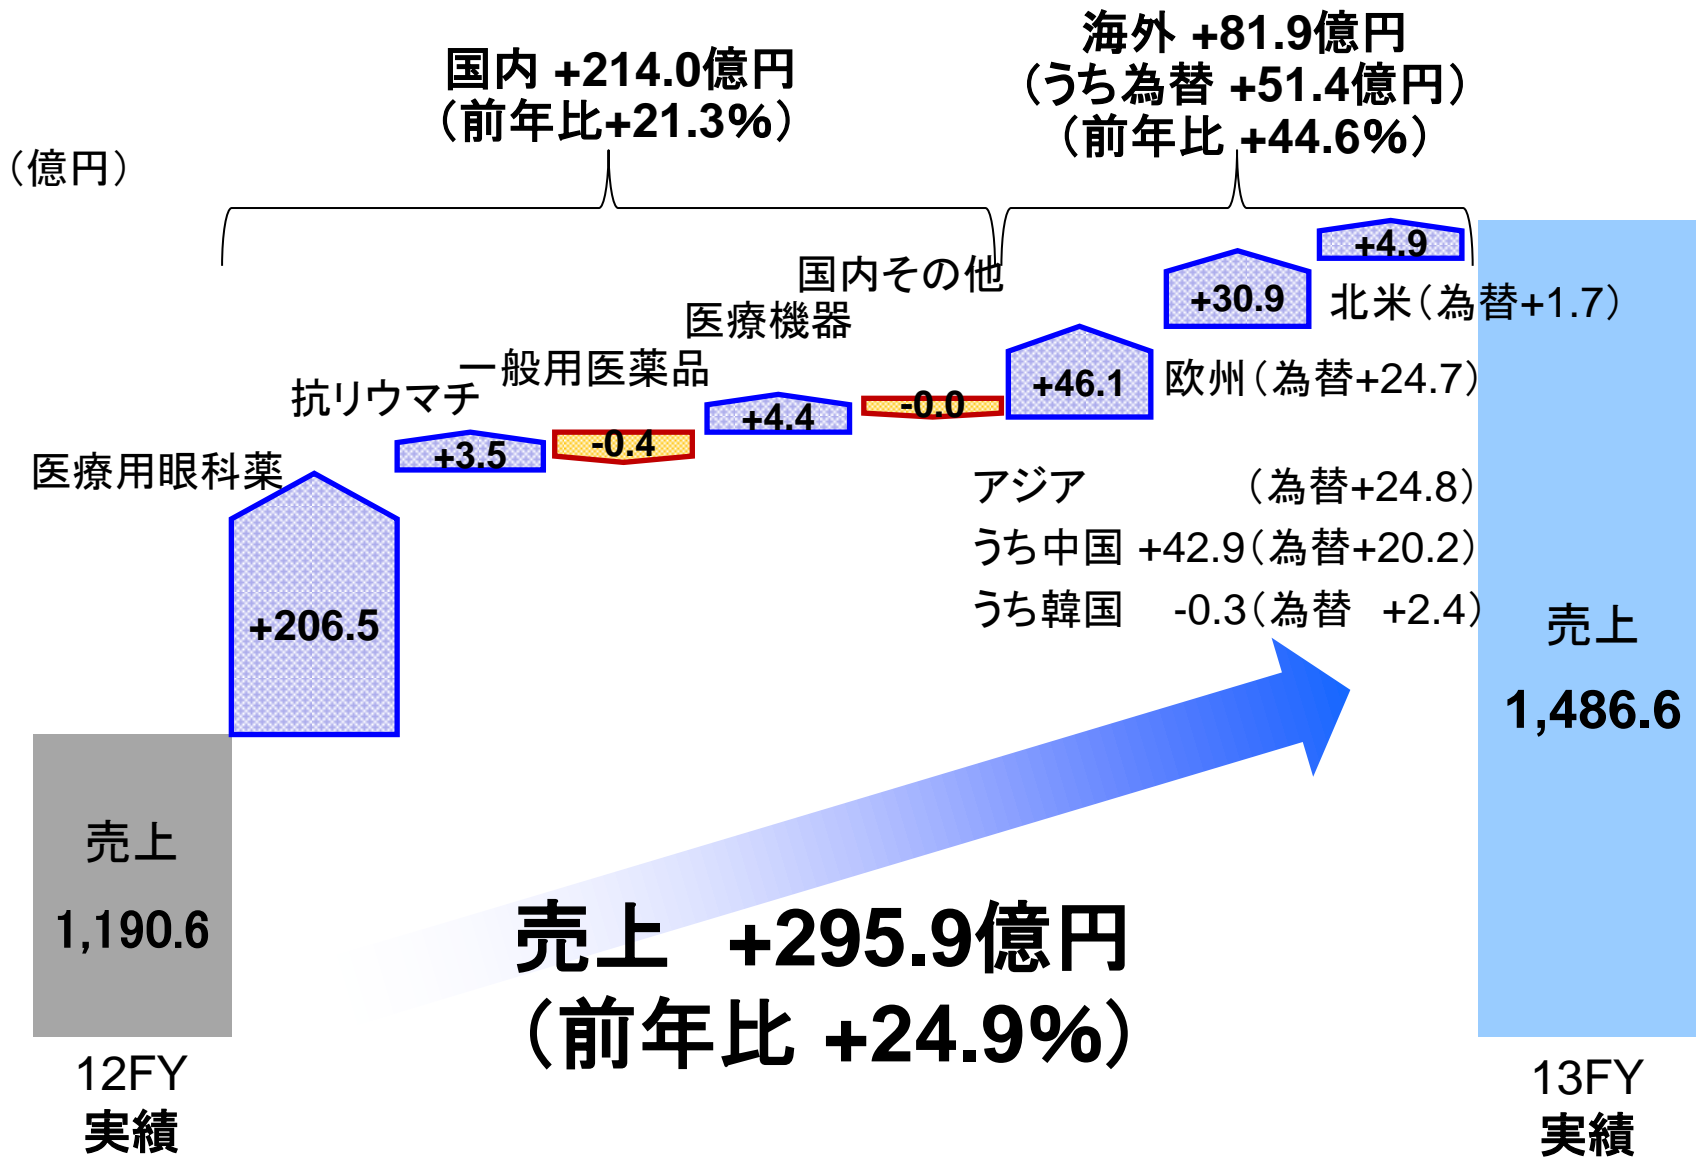 国内 +214.0億円
（前年比+21.3%）
海外 +81.9億円
（うち為替 +51.4億円）
（前年比 +44.6%）
（億円）
医療用眼科薬
+206.5
抗リウマチ
+3.5
一般用医薬品
-0.4
医療機器
+4.4
国内その他
-0.0
+46.1
+30.9
+4.9
北米（為替+1.7）
欧州（為替+24.7）
アジア （為替+24.8）
うち中国 +42.9（為替+20.2）
うち韓国 -0.3（為替 +2.4）
売上
1,190.6
12FY
実績
売上 +295.9億円
（前年比 +24.9%）
売上
1,486.6
13FY
実績